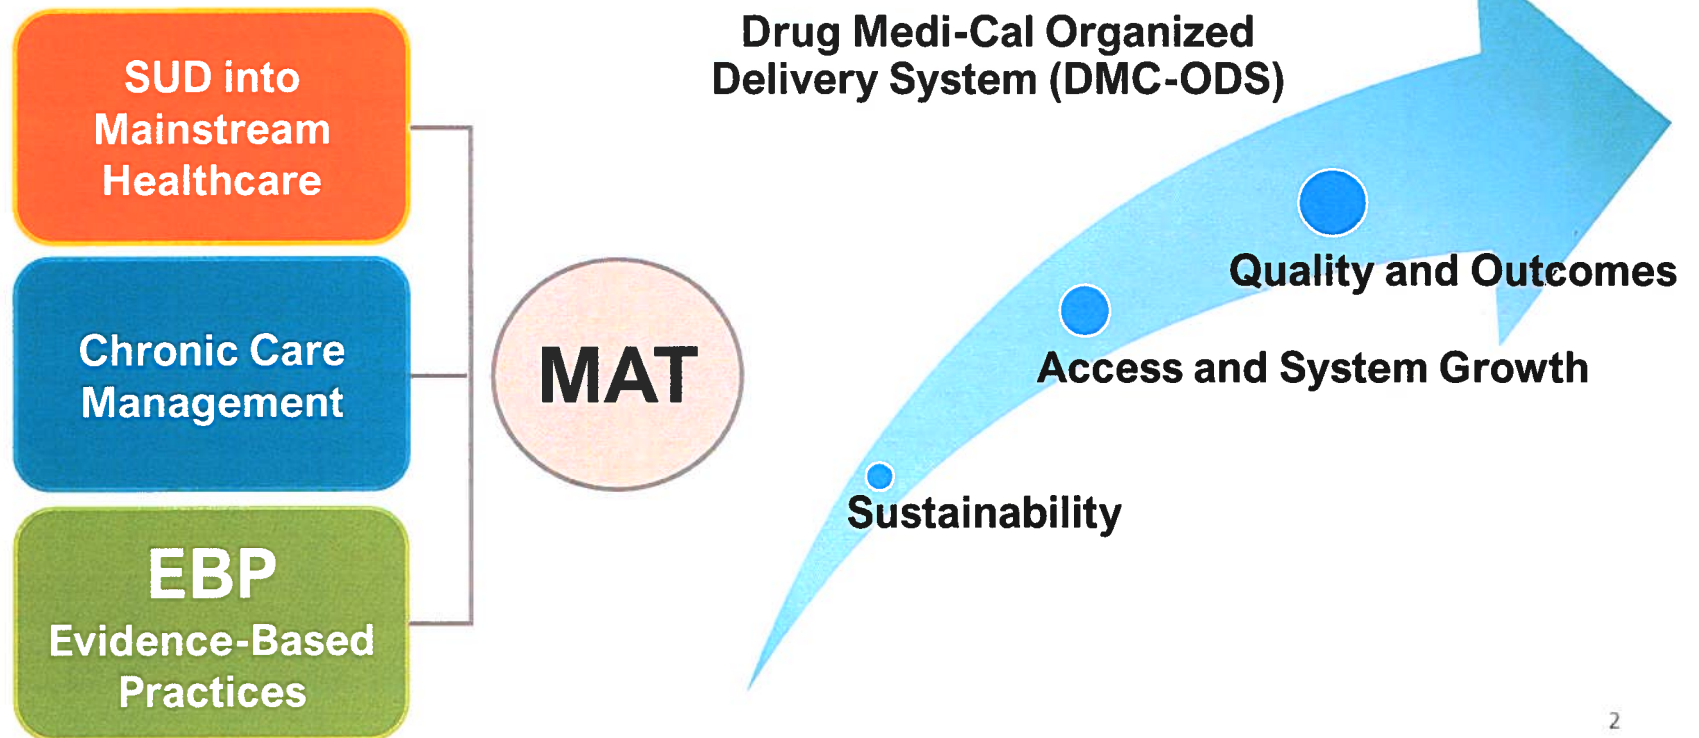 SUD into
Mainstream
Healthcare
Chronic Care
Management
EBP
Evidence-Based
Practices
MAT
Drug Medi-Cal Organized
Delivery System (DMC-ODS)
Quality and Outcomes
Access and System Growth
Sustainability
2